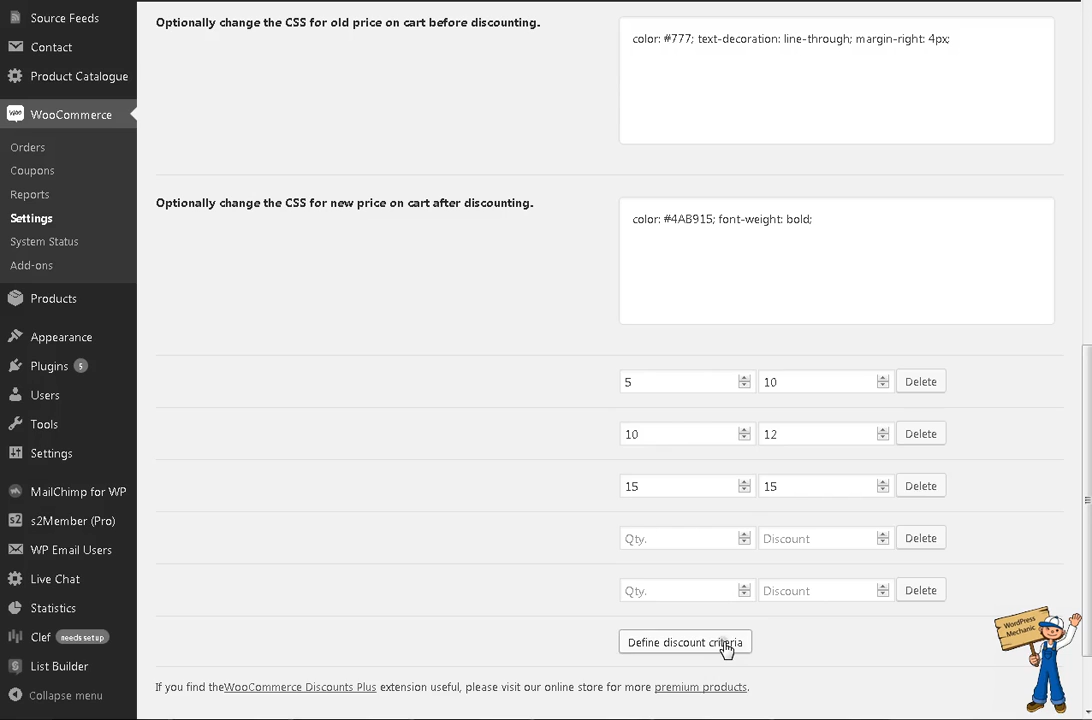 Source Feeds
Contact
Product Catalogue
Woo WooCommerce
Orders
Coupons
Reports
Settings
System Status
Add-ons
Products
Appearance
Plugins 5
Users
Tools
Settings
MailChimp for WP
s2 s2Member (Pro)
WP Email Users
Live Chat
Statistics
Clef needs setup
List Builder
Collapse menu
Optionally change the CSS for old price on cart before discounting.
color: #777; text-decoration: line-through; margin-right: 4px;
Optionally change the CSS for new price on cart after discounting.
color: #4AB915; font-weight: bold;
5 10 Delete
10 12 Delete
15 15 Delete
Qty. Discount Delete
Qty. Discount Delete
Define discount criteria
If you find theWooCommerce Discounts Plus extension useful, please visit our online store for more premium products.
WordPress
Mechanic